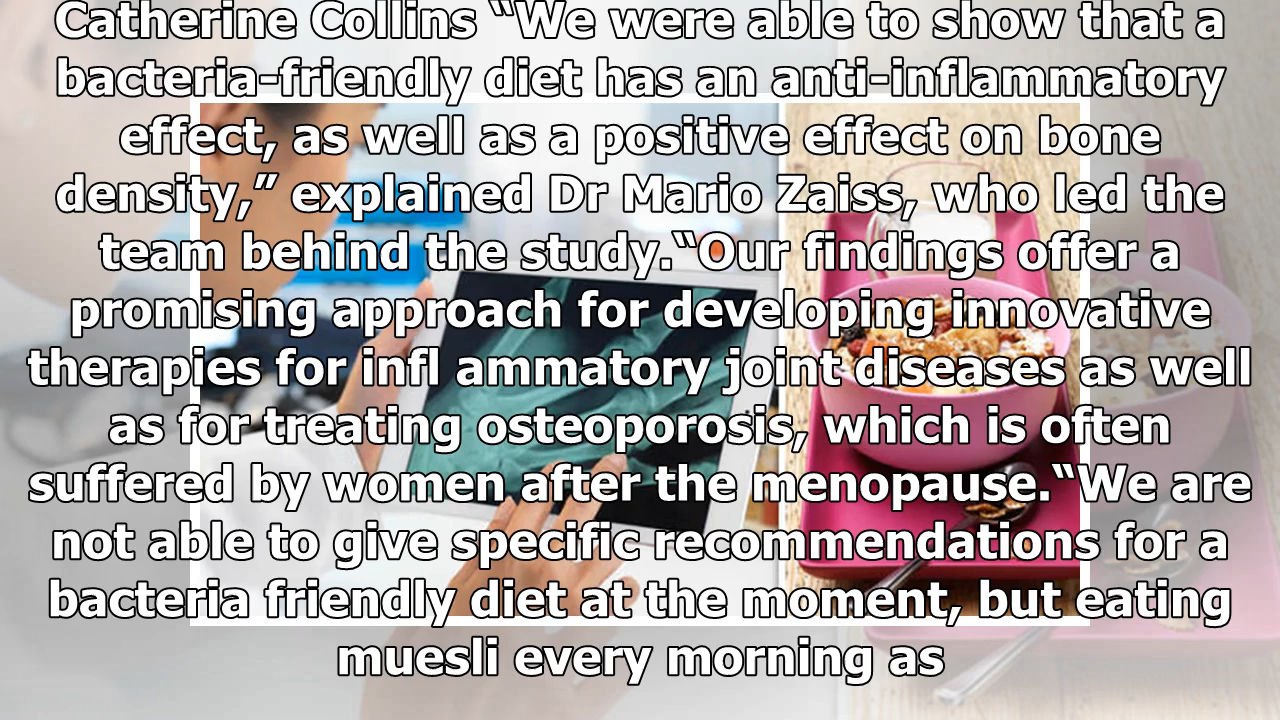 Catherine Collins “We were able to show that a
bacteria-friendly diet has an anti-inflammatory
effect, as well as a positive effect on bone
density,” explained Dr Mario Zaiss, who led the
team behind the study.“Our findings offer a
promising approach for developing innovative
therapies for infl ammatory joint diseases as well
as for treating osteoporosis, which is often
suffered by women after the menopause.“We are
not able to give specific recommendations for a
bacteria friendly diet at the moment, but eating
muesli every morning as